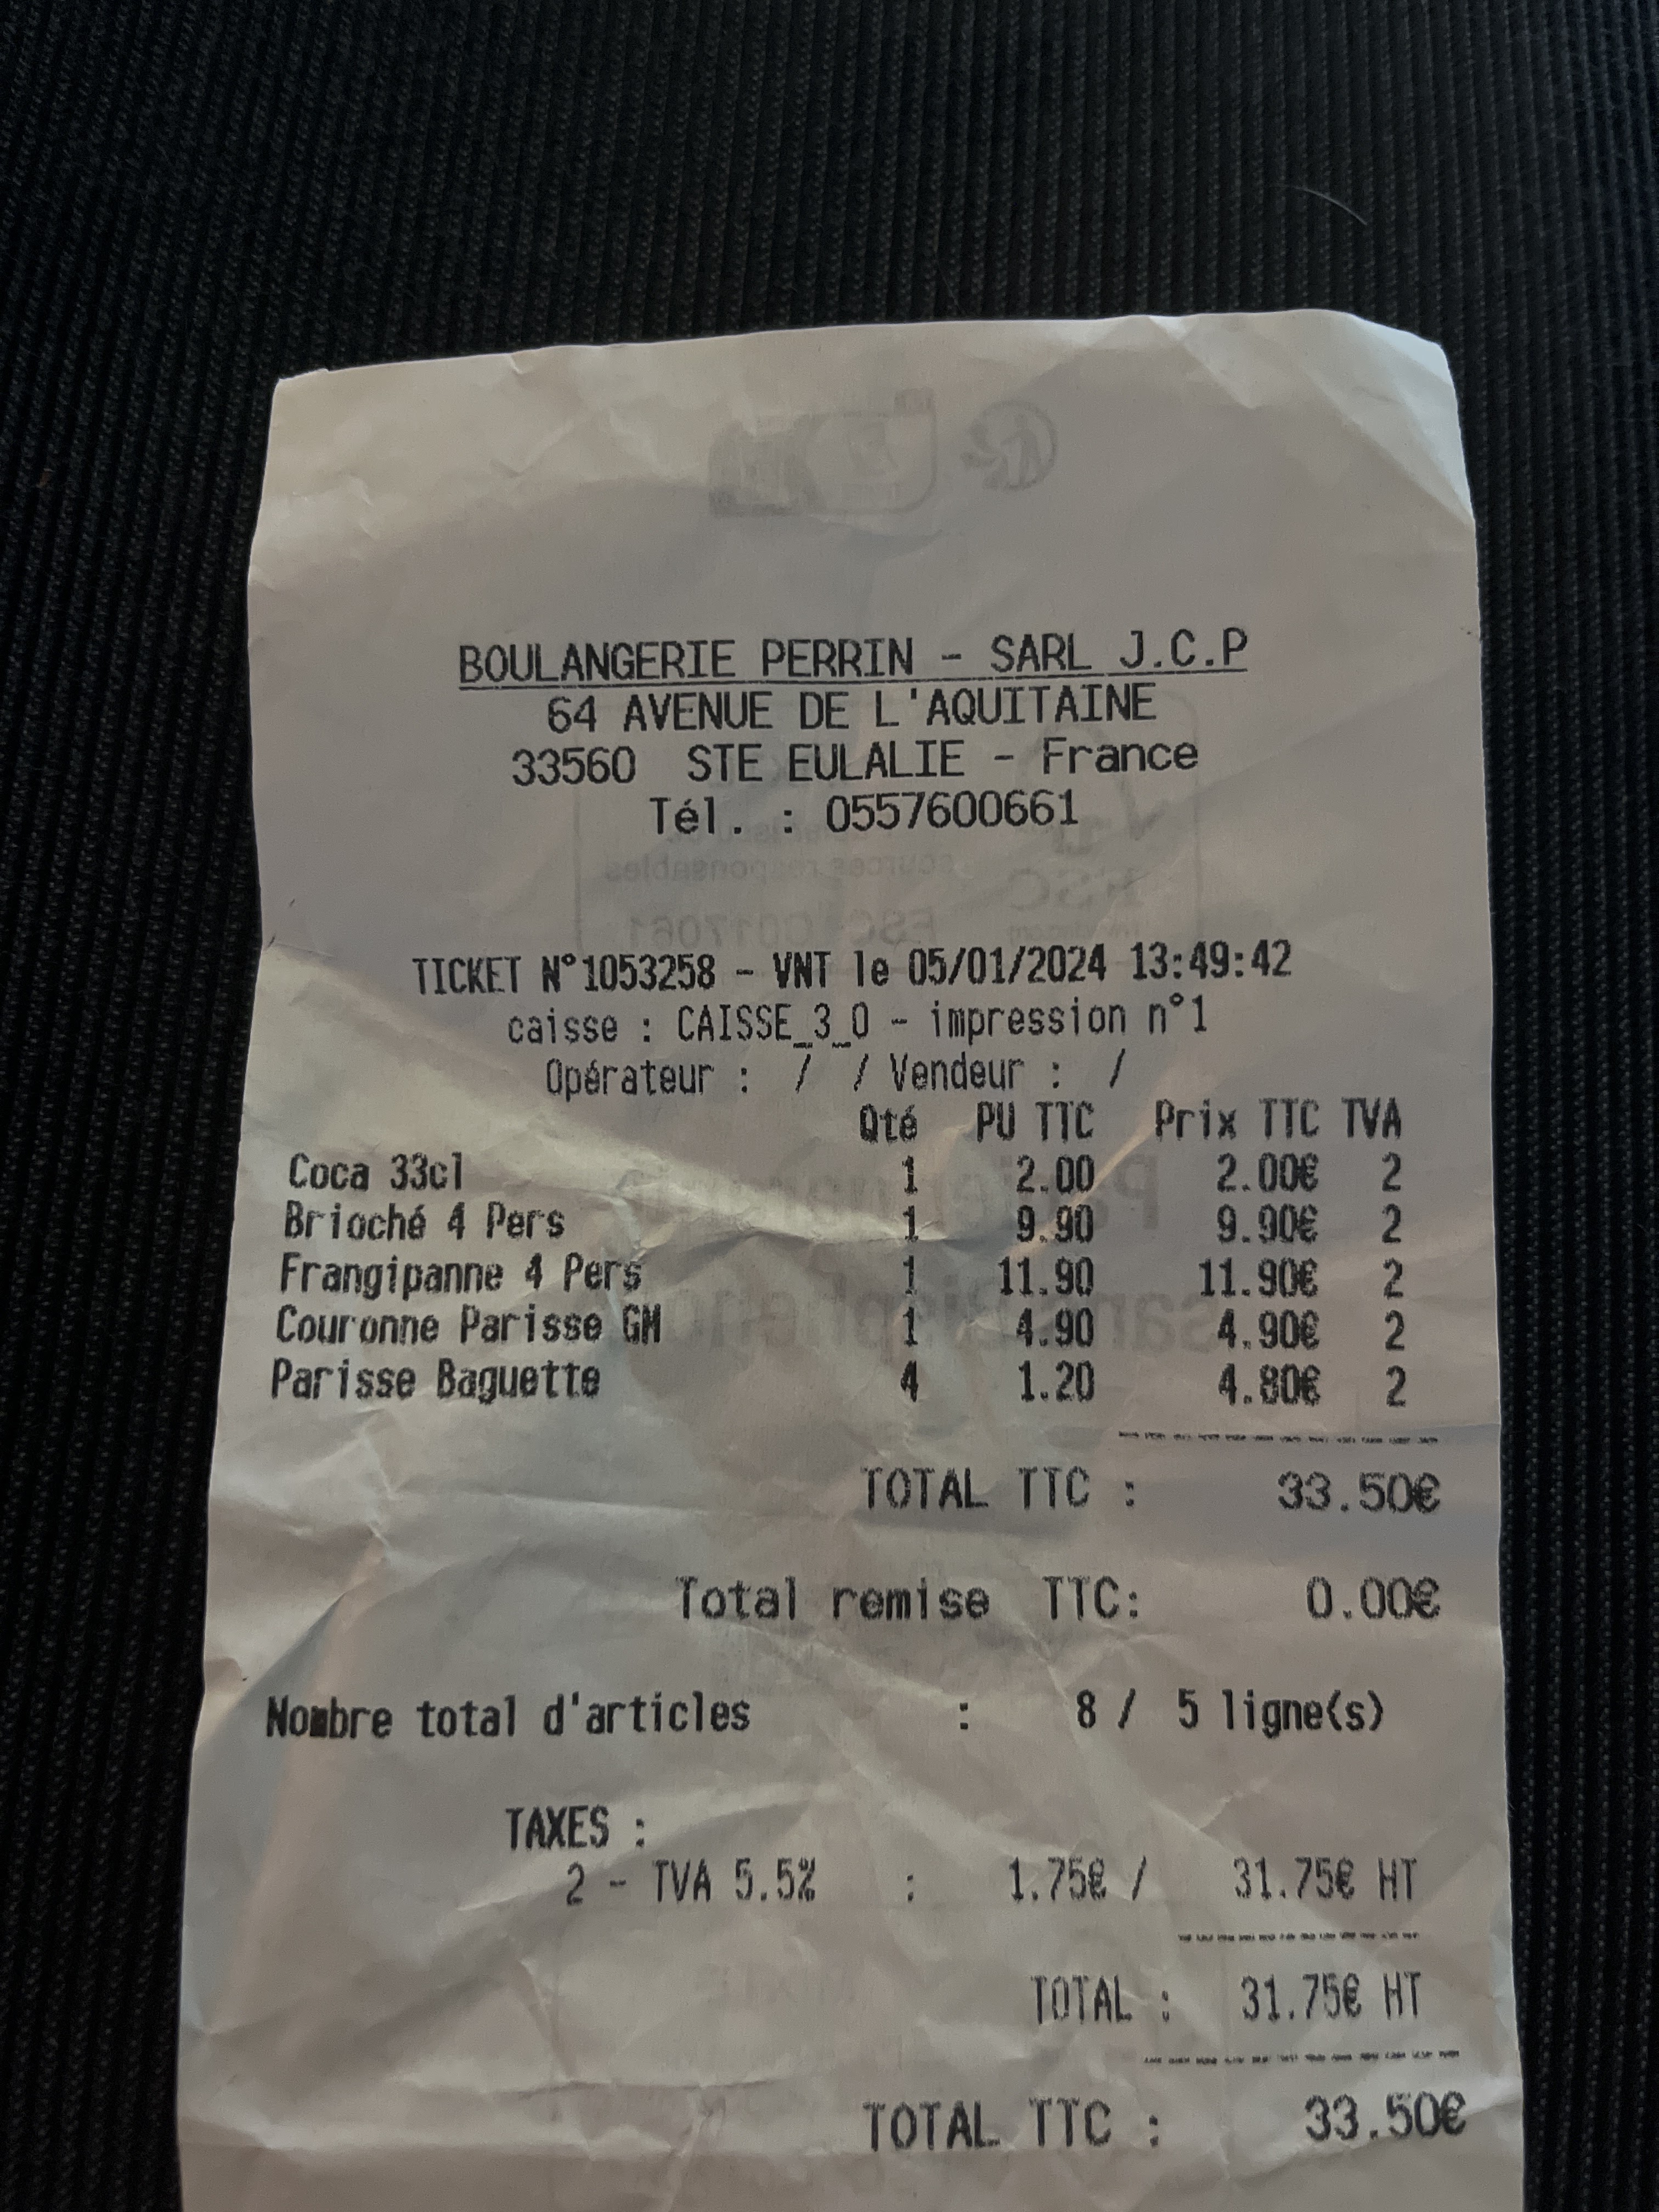 BOULANGERIE PERRIN - SARL J.C.P
64 AVENUE DE L'AQUITAINE
33560 STE EULALIE - France
Tél. : 0557600661
sources responsables
FSC
FSC C017061
TICKET N°1053258 - VNT le 05/01/2024 13:49:42
caisse : CAISSE_3_0 - impression n°1
Opérateur : / / Vendeur : /
Qté PU TTC Prix TTC TVA
Coca 33cl 1 2.00 2.00€ 2
Brioché 4 Pers 1 9.90 9.90€ 2
Frangipanne 4 Pers 1 11.90 11.90€ 2
Couronne Parisse GM 1 4.90 4.90€ 2
Parisse Baguette 4 1.20 4.80€ 2
TOTAL TTC : 33.50€
Total remise TTC: 0.00€
Nombre total d'articles : 8 / 5 ligne(s)
TAXES :
2 - TVA 5.5% : 1.75€ / 31.75€ HT
TOTAL : 31.75€ HT
TOTAL TTC : 33.50€